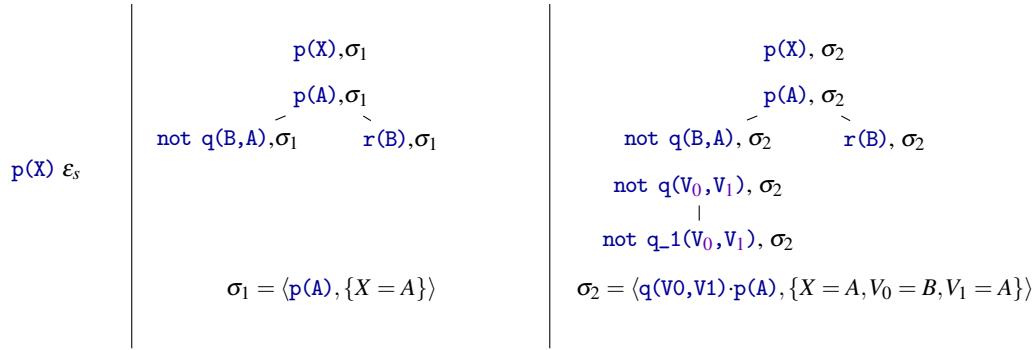 p(X) εₛ
p(X),σ₁
p(A),σ₁
not q(B,A),σ₁ r(B),σ₁
σ₁ = ⟨p(A),{X = A}⟩
p(X), σ₂
p(A), σ₂
not q(B,A), σ₂ r(B), σ₂
not q(V₀,V₁), σ₂
not q_1(V₀,V₁), σ₂
σ₂ = ⟨q(V0,V1)·p(A),{X = A,V₀ = B,V₁ = A}⟩